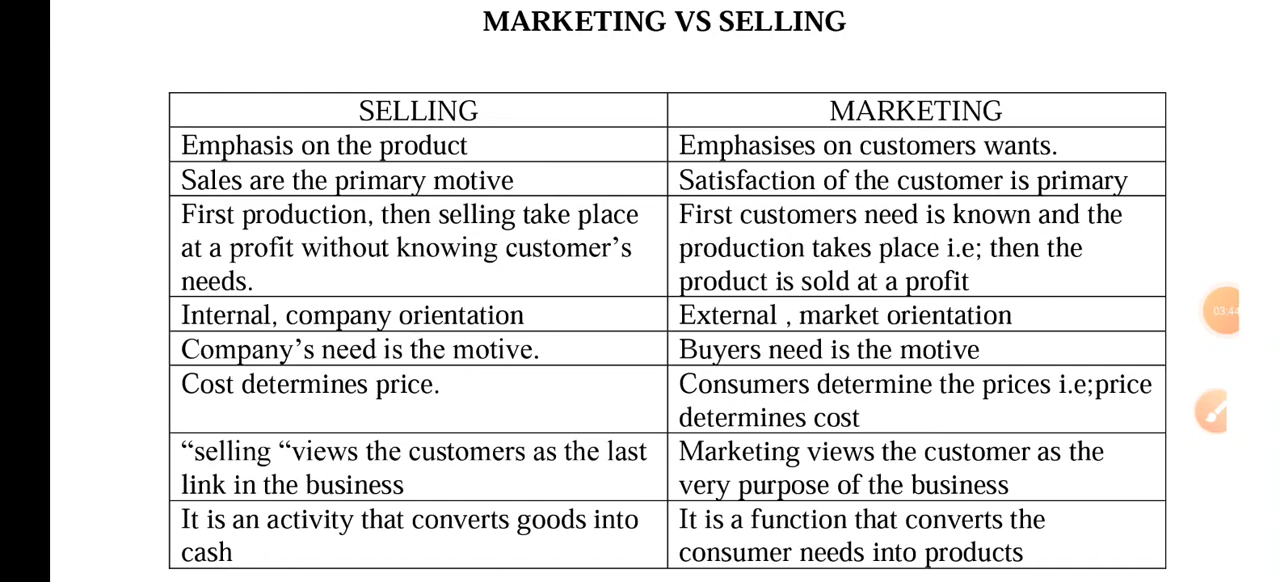 MARKETING VS SELLING
SELLING
MARKETING
Emphasis on the product
Emphasises on customers wants.
Sales are the primary motive
Satisfaction of the customer is primary
First production, then selling take place
at a profit without knowing customer’s
needs.
First customers need is known and the
production takes place i.e; then the
product is sold at a profit
Internal, company orientation
External , market orientation
Company’s need is the motive.
Buyers need is the motive
Cost determines price.
Consumers determine the prices i.e;price
determines cost
“selling “views the customers as the last
link in the business
Marketing views the customer as the
very purpose of the business
It is an activity that converts goods into
cash
It is a function that converts the
consumer needs into products
03:44